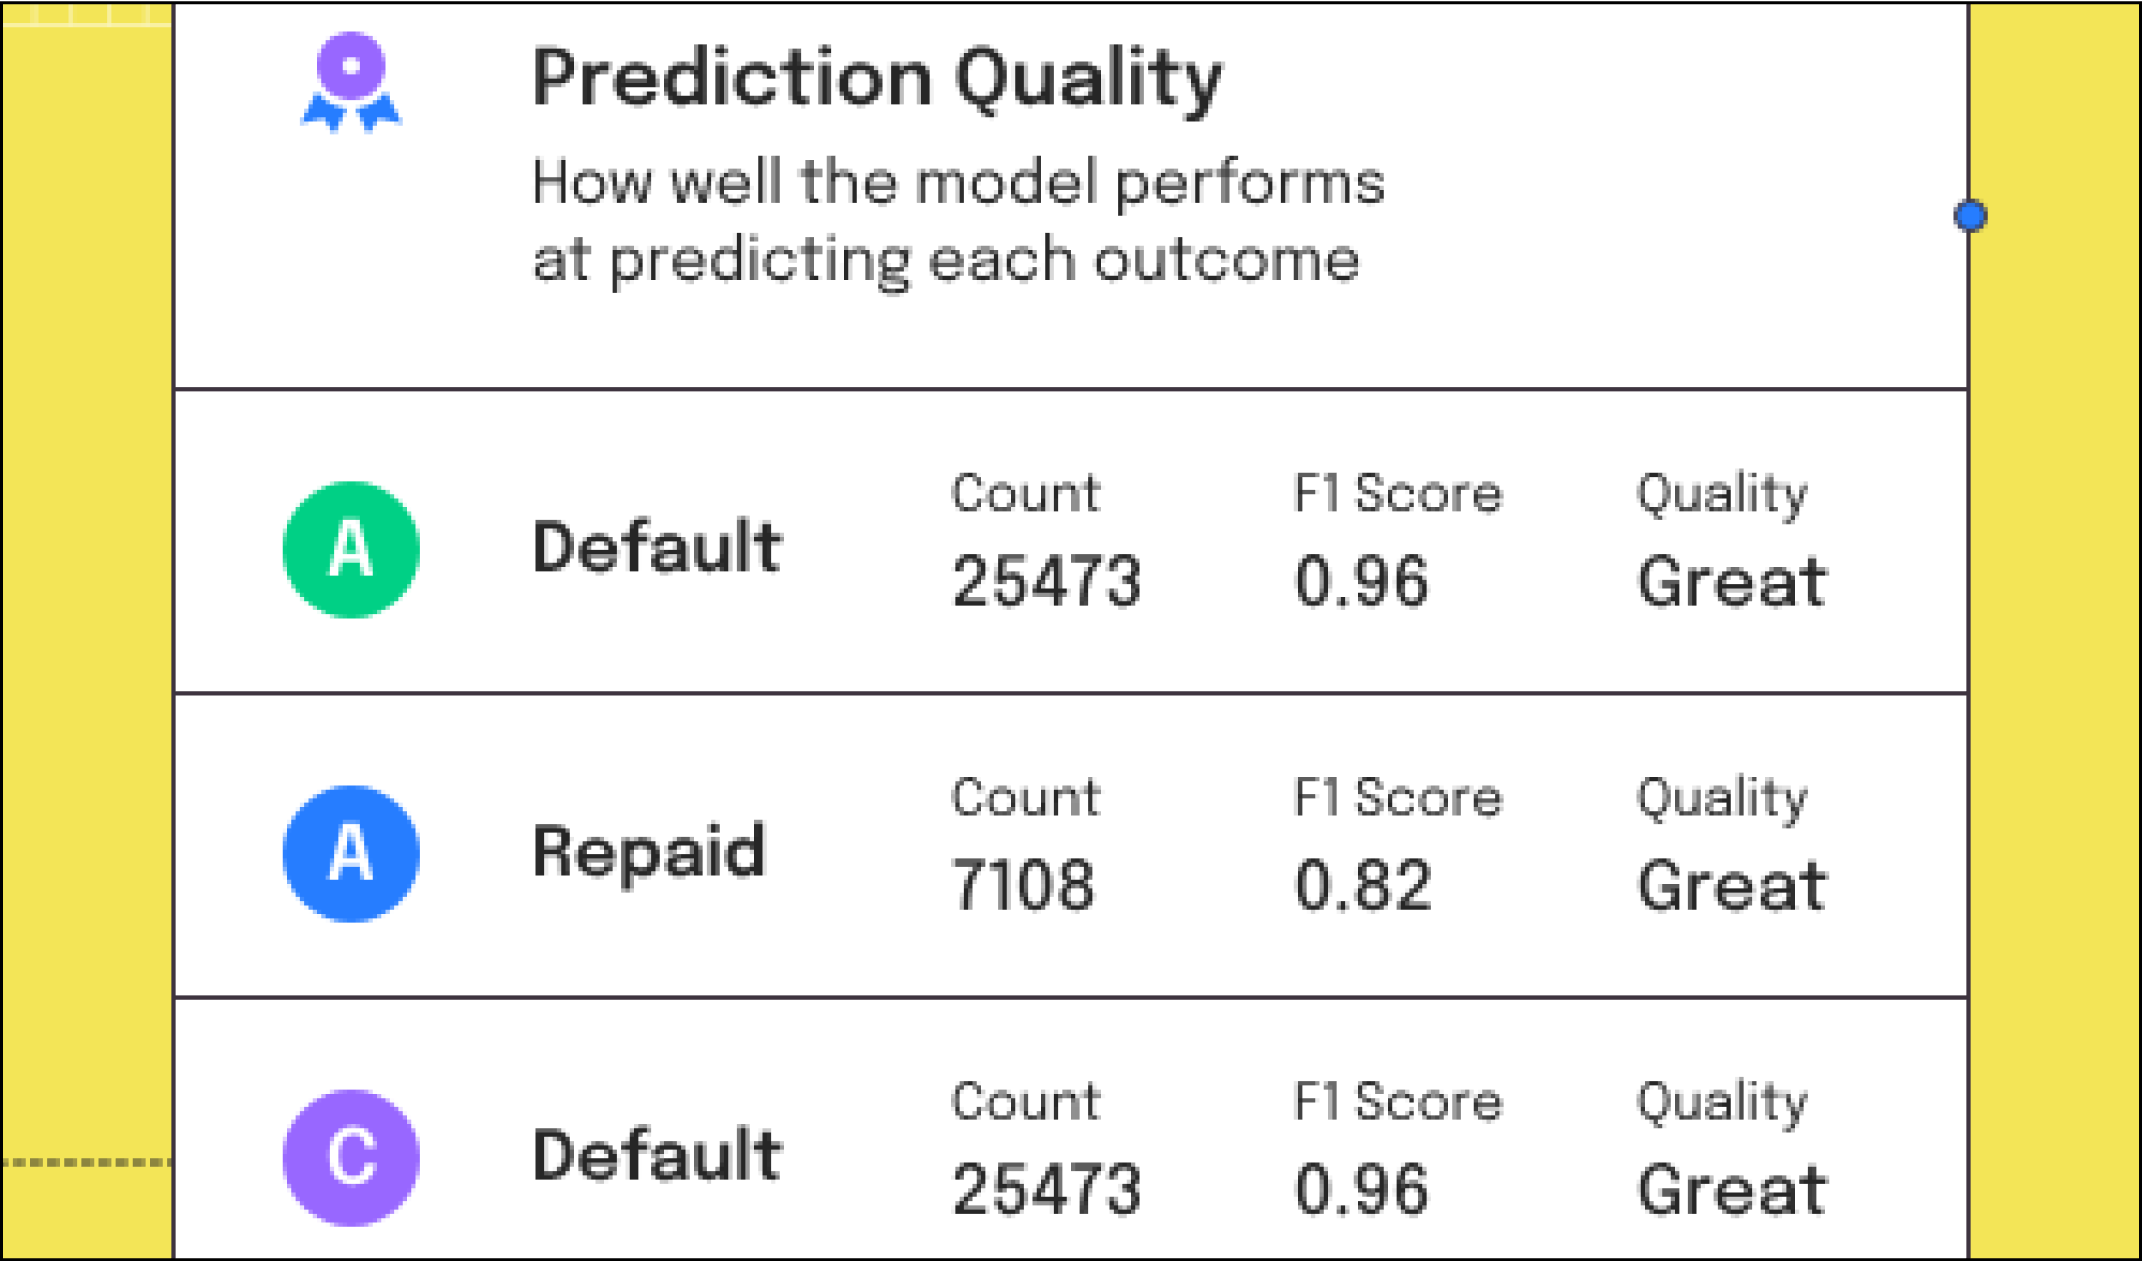 Prediction Quality
How well the model performs
at predicting each outcome
A
Default
Count
25473
F1 Score
0.96
Quality
Great
A
Repaid
Count
7108
F1 Score
0.82
Quality
Great
C
Default
Count
25473
F1 Score
0.96
Quality
Great